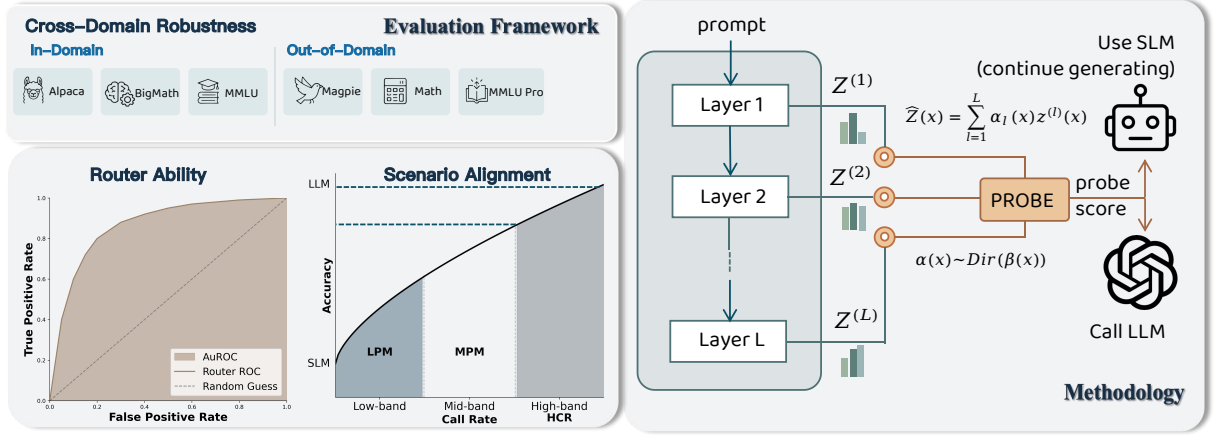 Cross-Domain Robustness
Evaluation Framework
In-Domain
Out-of-Domain
Alpaca
BigMath
MMLU
Magpie
Math
MMLU Pro
Router Ability
True Positive Rate
1.0
0.8
0.6
0.4
0.2
0.0
0.0
0.2
0.4
0.6
0.8
1.0
False Positive Rate
AuROC
Router ROC
Random Guess
Scenario Alignment
LLM
SLM
Accuracy
LPM
MPM
Low-band
Mid-band
High-band
Call Rate
HCR
prompt
Layer 1
Layer 2
Layer L
Z^{(1)}
Z^{(2)}
Z^{(L)}
Use SLM
(continue generating)
\widehat{Z}(x) = \sum_{l=1}^{L} α_l (x)z^{(l)}(x)
PROBE
probe
score
α(x)~Dir(β(x))
Call LLM
Methodology